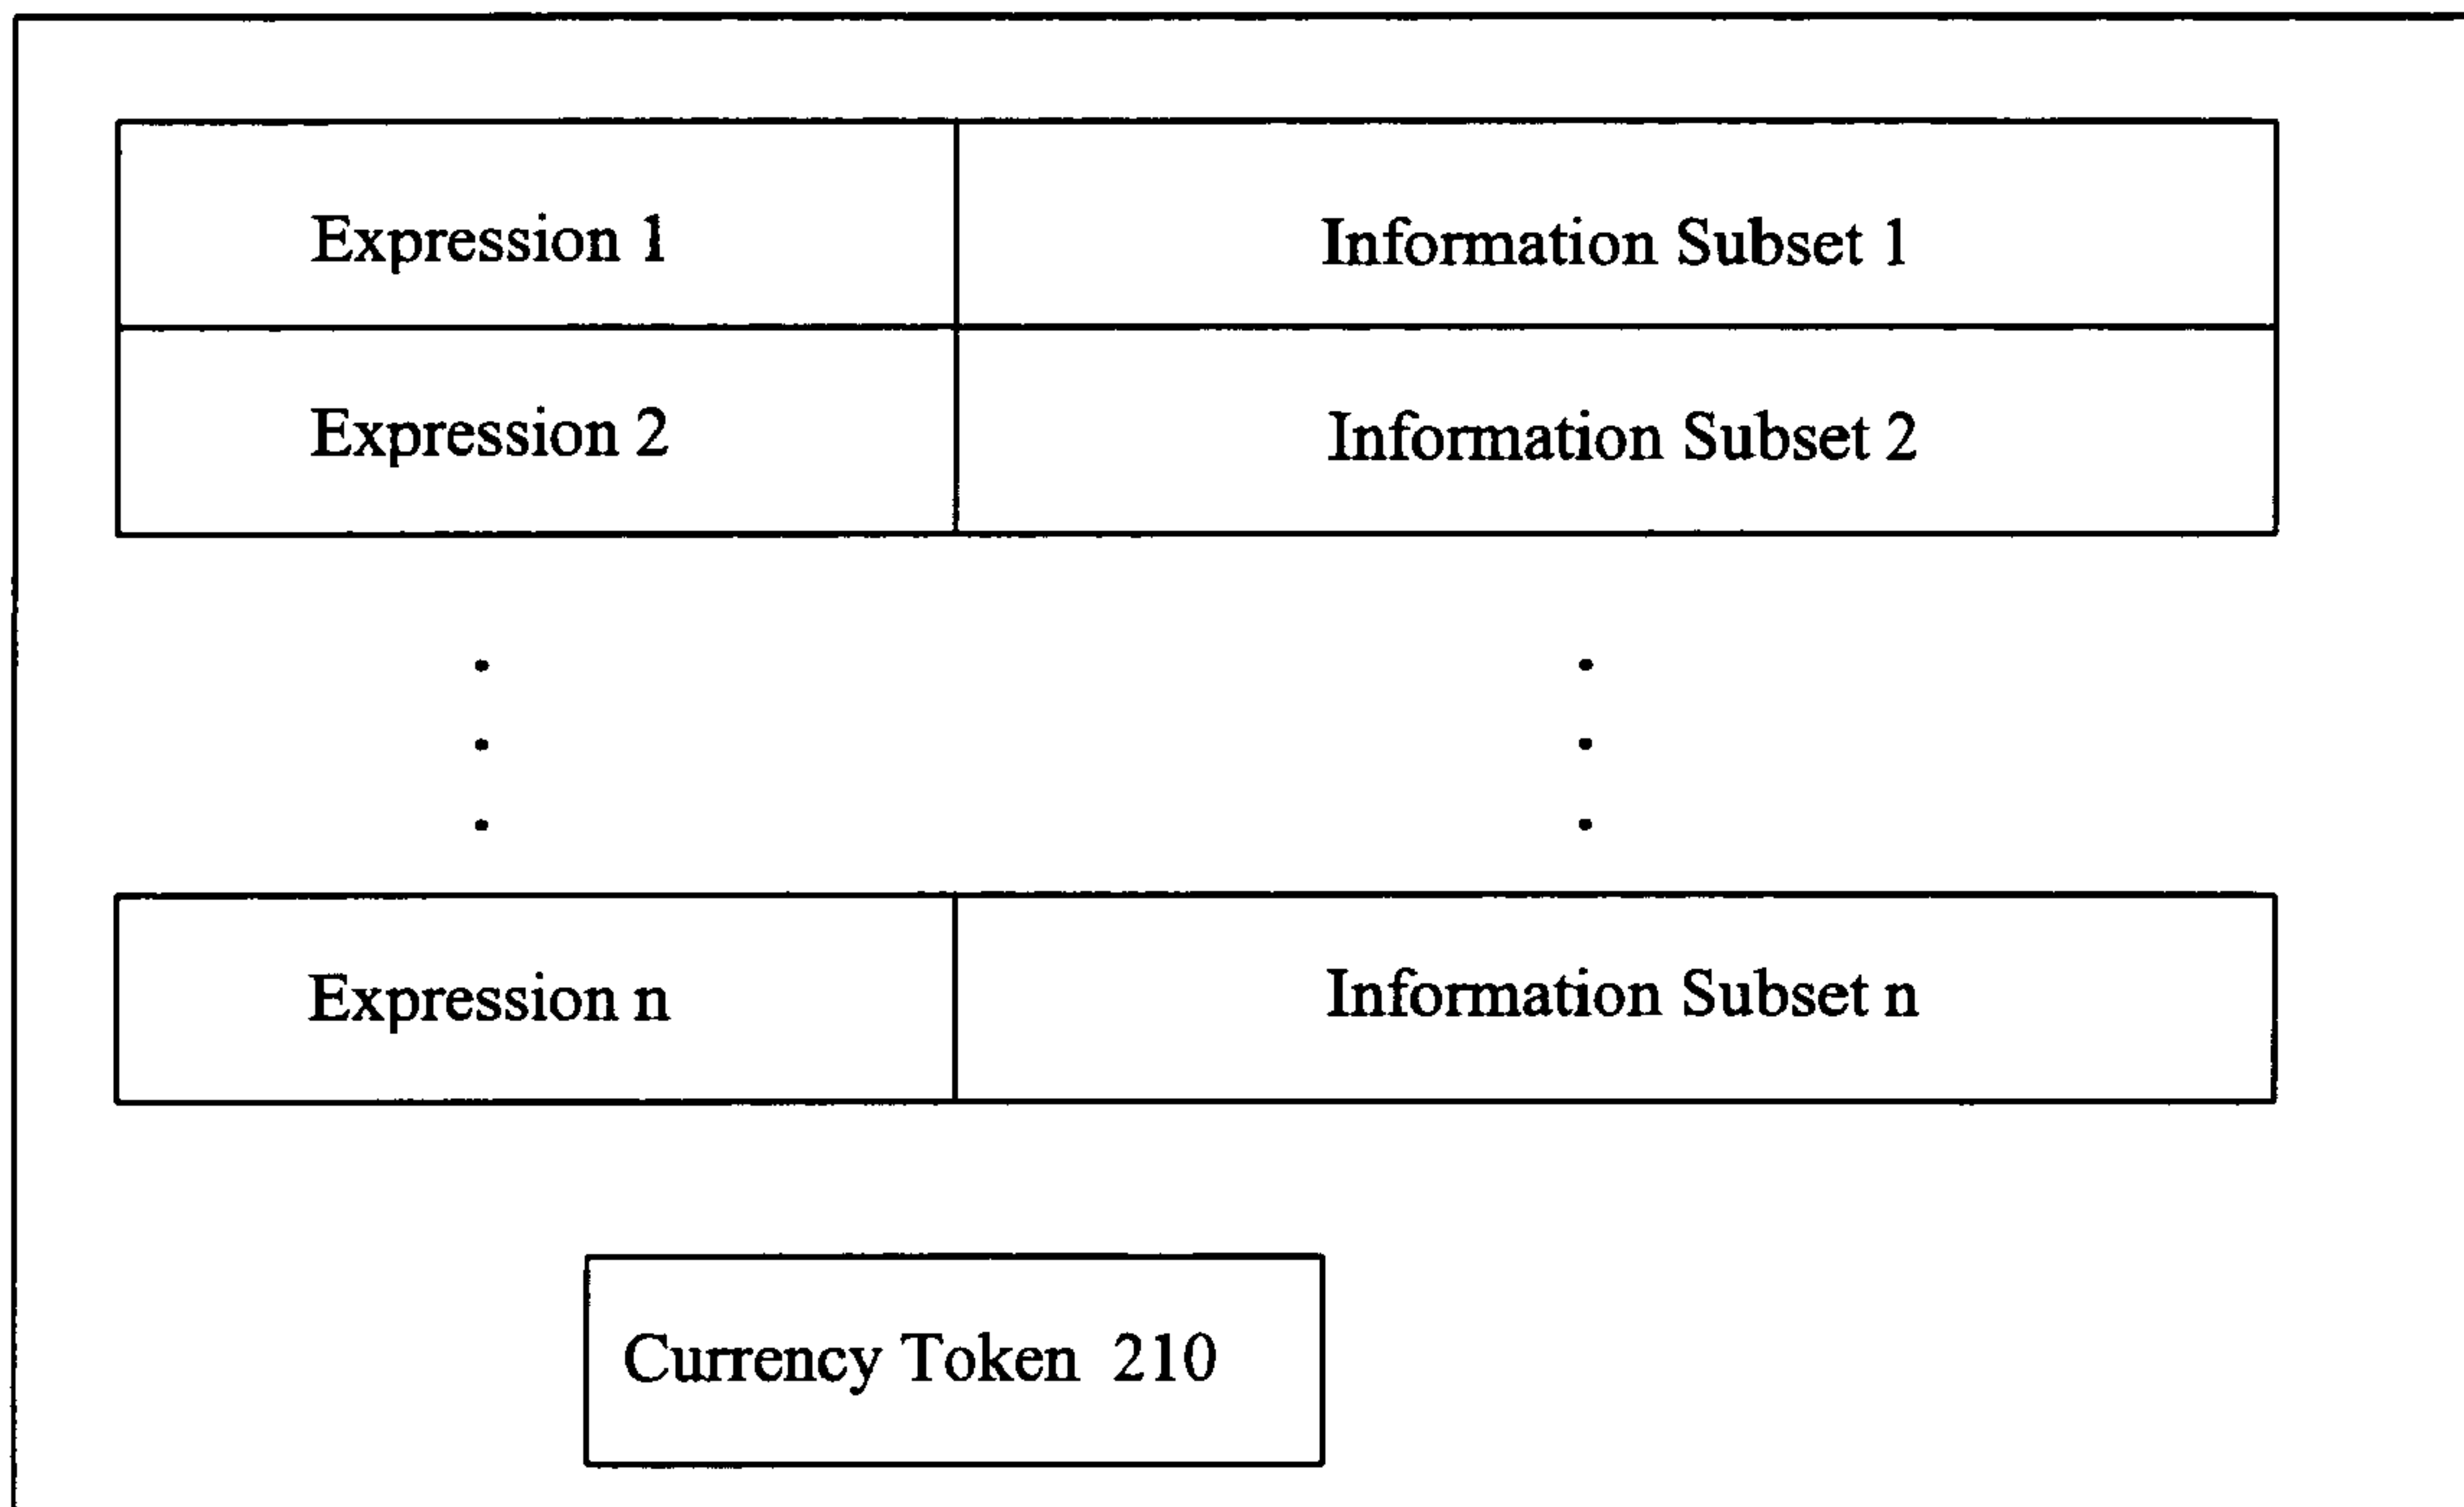 Expression 1
Information Subset 1
Expression 2
Information Subset 2
Expression n
Information Subset n
Currency Token 210